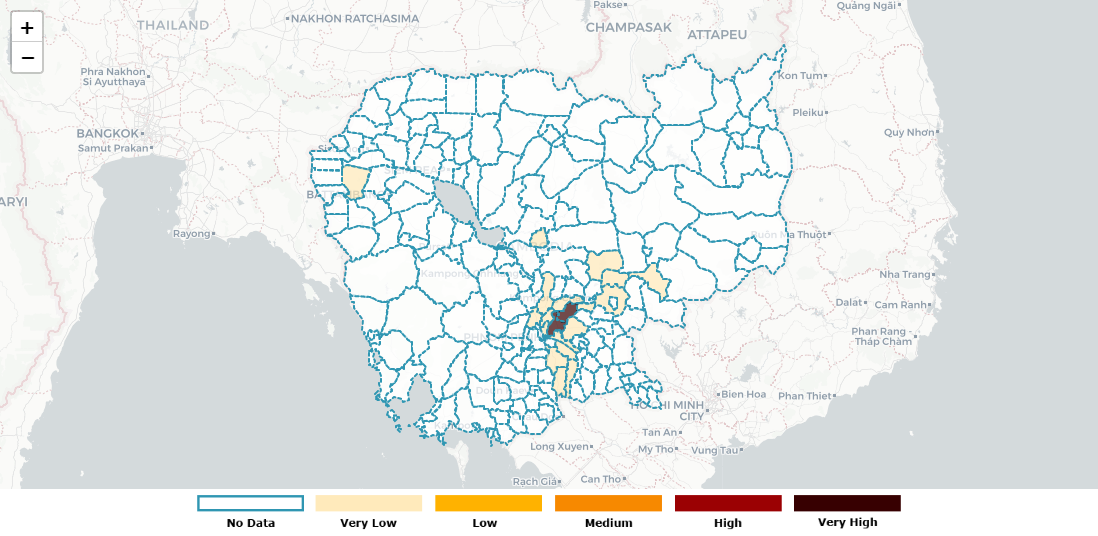 +
−
THAILAND
NAKHON RATCHASIMA
Pakse
CHAMPASAK
ATTAPEU
Quảng Ngãi
Phra Nakhon
Si Ayutthaya
Kon Tum
Pleiku
BANGKOK
Samut Prakan
Quy Nhơn
ARYI
Rayong
Buôn Ma Thuột
Nha Trang
Dalat
Cam Ranh
Phan Rang -
Tháp Chàm
Bien Hoa
Phan Thiet
HO CHI MINH
CITY
Tan An
My Tho
Vung Tàu
Long Xuyen
Rạch Giá
Can Tho
No Data
Very Low
Low
Medium
High
Very High